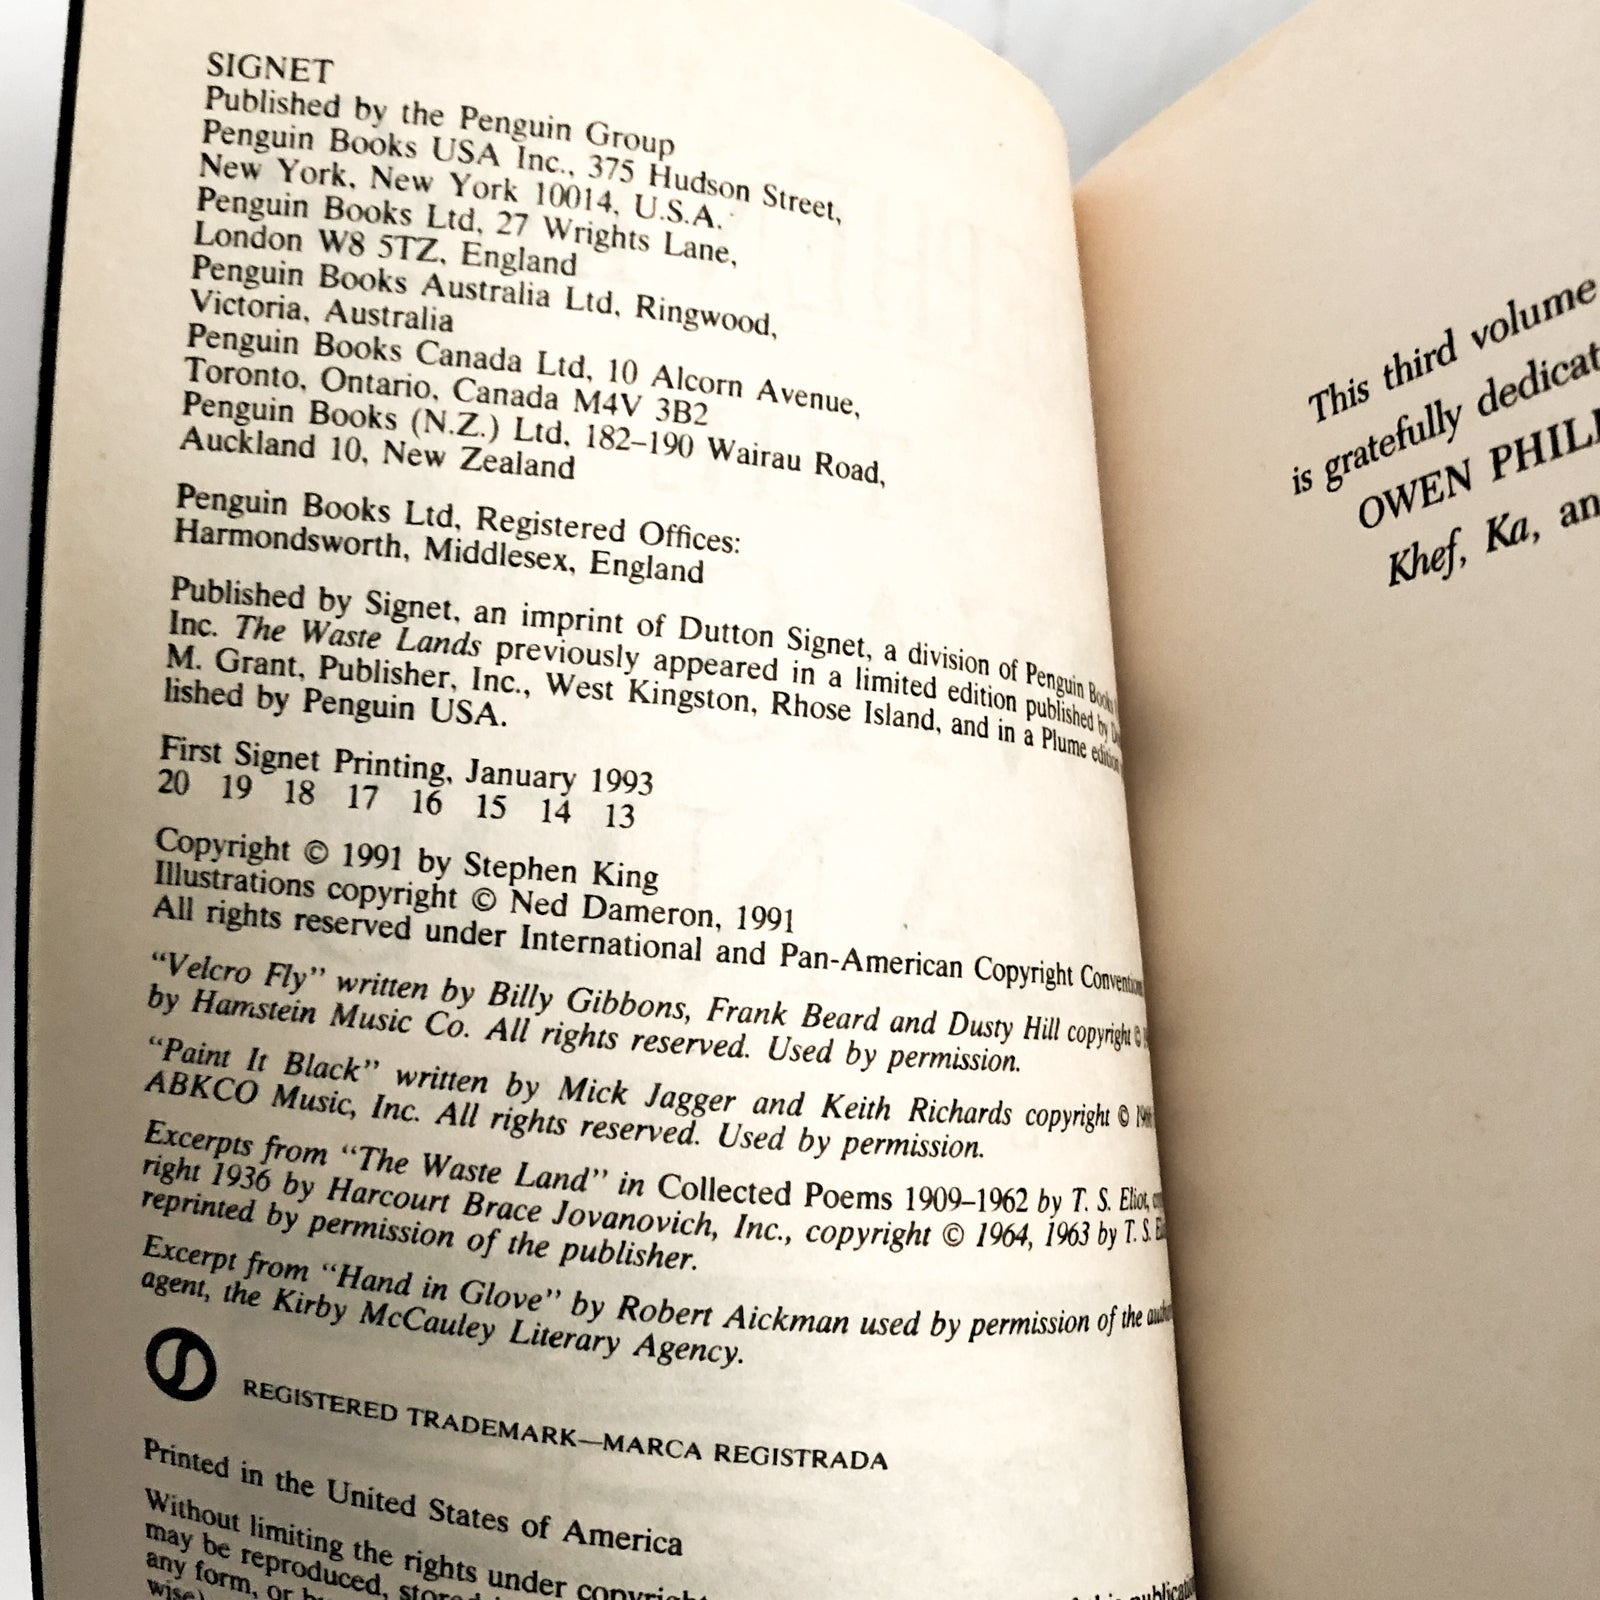 SIGNET
Published by the Penguin Group
Penguin Books USA Inc., 375 Hudson Street,
New York, New York 10014, U.S.A.
Penguin Books Ltd, 27 Wrights Lane,
London W8 5TZ, England
Penguin Books Australia Ltd, Ringwood,
Victoria, Australia
Penguin Books Canada Ltd, 10 Alcorn Avenue,
Toronto, Ontario, Canada M4V 3B2
Penguin Books (N.Z.) Ltd, 182–190 Wairau Road,
Auckland 10, New Zealand
Penguin Books Ltd, Registered Offices:
Harmondsworth, Middlesex, England
Published by Signet, an imprint of Dutton Signet, a division of Penguin Books
Inc. The Waste Lands previously appeared in a limited edition published by
M. Grant, Publisher, Inc., West Kingston, Rhose Island, and in a Plume edition
lished by Penguin USA.
First Signet Printing, January 1993
20 19 18 17 16 15 14 13
Copyright © 1991 by Stephen King
Illustrations copyright © Ned Dameron, 1991
All rights reserved under International and Pan-American Copyright
“Velcro Fly” written by Billy Gibbons, Frank Beard and Dusty Hill copyright ©
by Hamstein Music Co. All rights reserved. Used by permission.
“Paint It Black” written by Mick Jagger and Keith Richards copyright ©
ABKCO Music, Inc. All rights reserved. Used by permission.
Excerpts from “The Waste Land” in Collected Poems 1909–1962 by T. S. Eliot,
right 1936 by Harcourt Brace Jovanovich, Inc., copyright © 1964, 1963 by T. S.
reprinted by permission of the publisher.
Excerpt from “Hand in Glove” by Robert Aickman used by permission of the
agent, the Kirby McCauley Literary Agency.
REGISTERED TRADEMARK—MARCA REGISTRADA
Printed in the United States of America
Without limiting the rights under
may be reproduced,
any form, or
wise)
This third volume
is gratefully
OWEN
Khef, Ka,